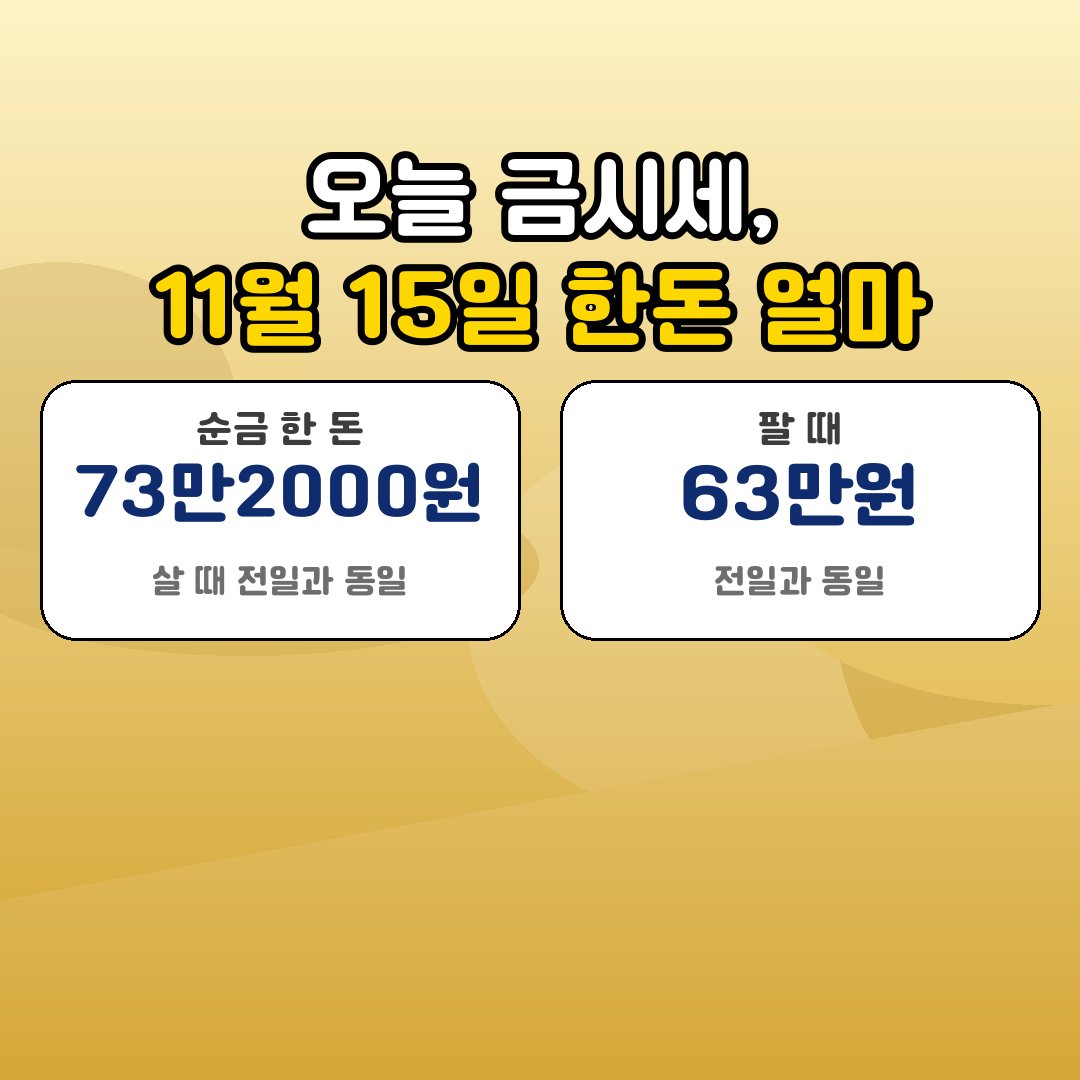 오늘 금시세,
11월 15일 한돈 얼마
순금 한 돈
73만2000원
살 때 전일과 동일
팔 때
63만원
전일과 동일